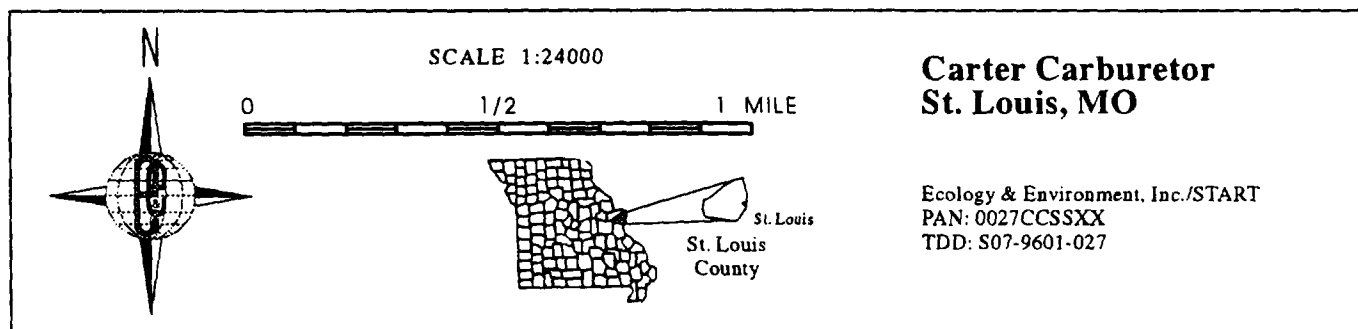 N
SCALE 1:24000
0 1/2 1 MILE
St. Louis
St. Louis
County
Carter Carburetor
St. Louis, MO
Ecology & Environment, Inc./START
PAN: 0027CCSSXX
TDD: S07-9601-027